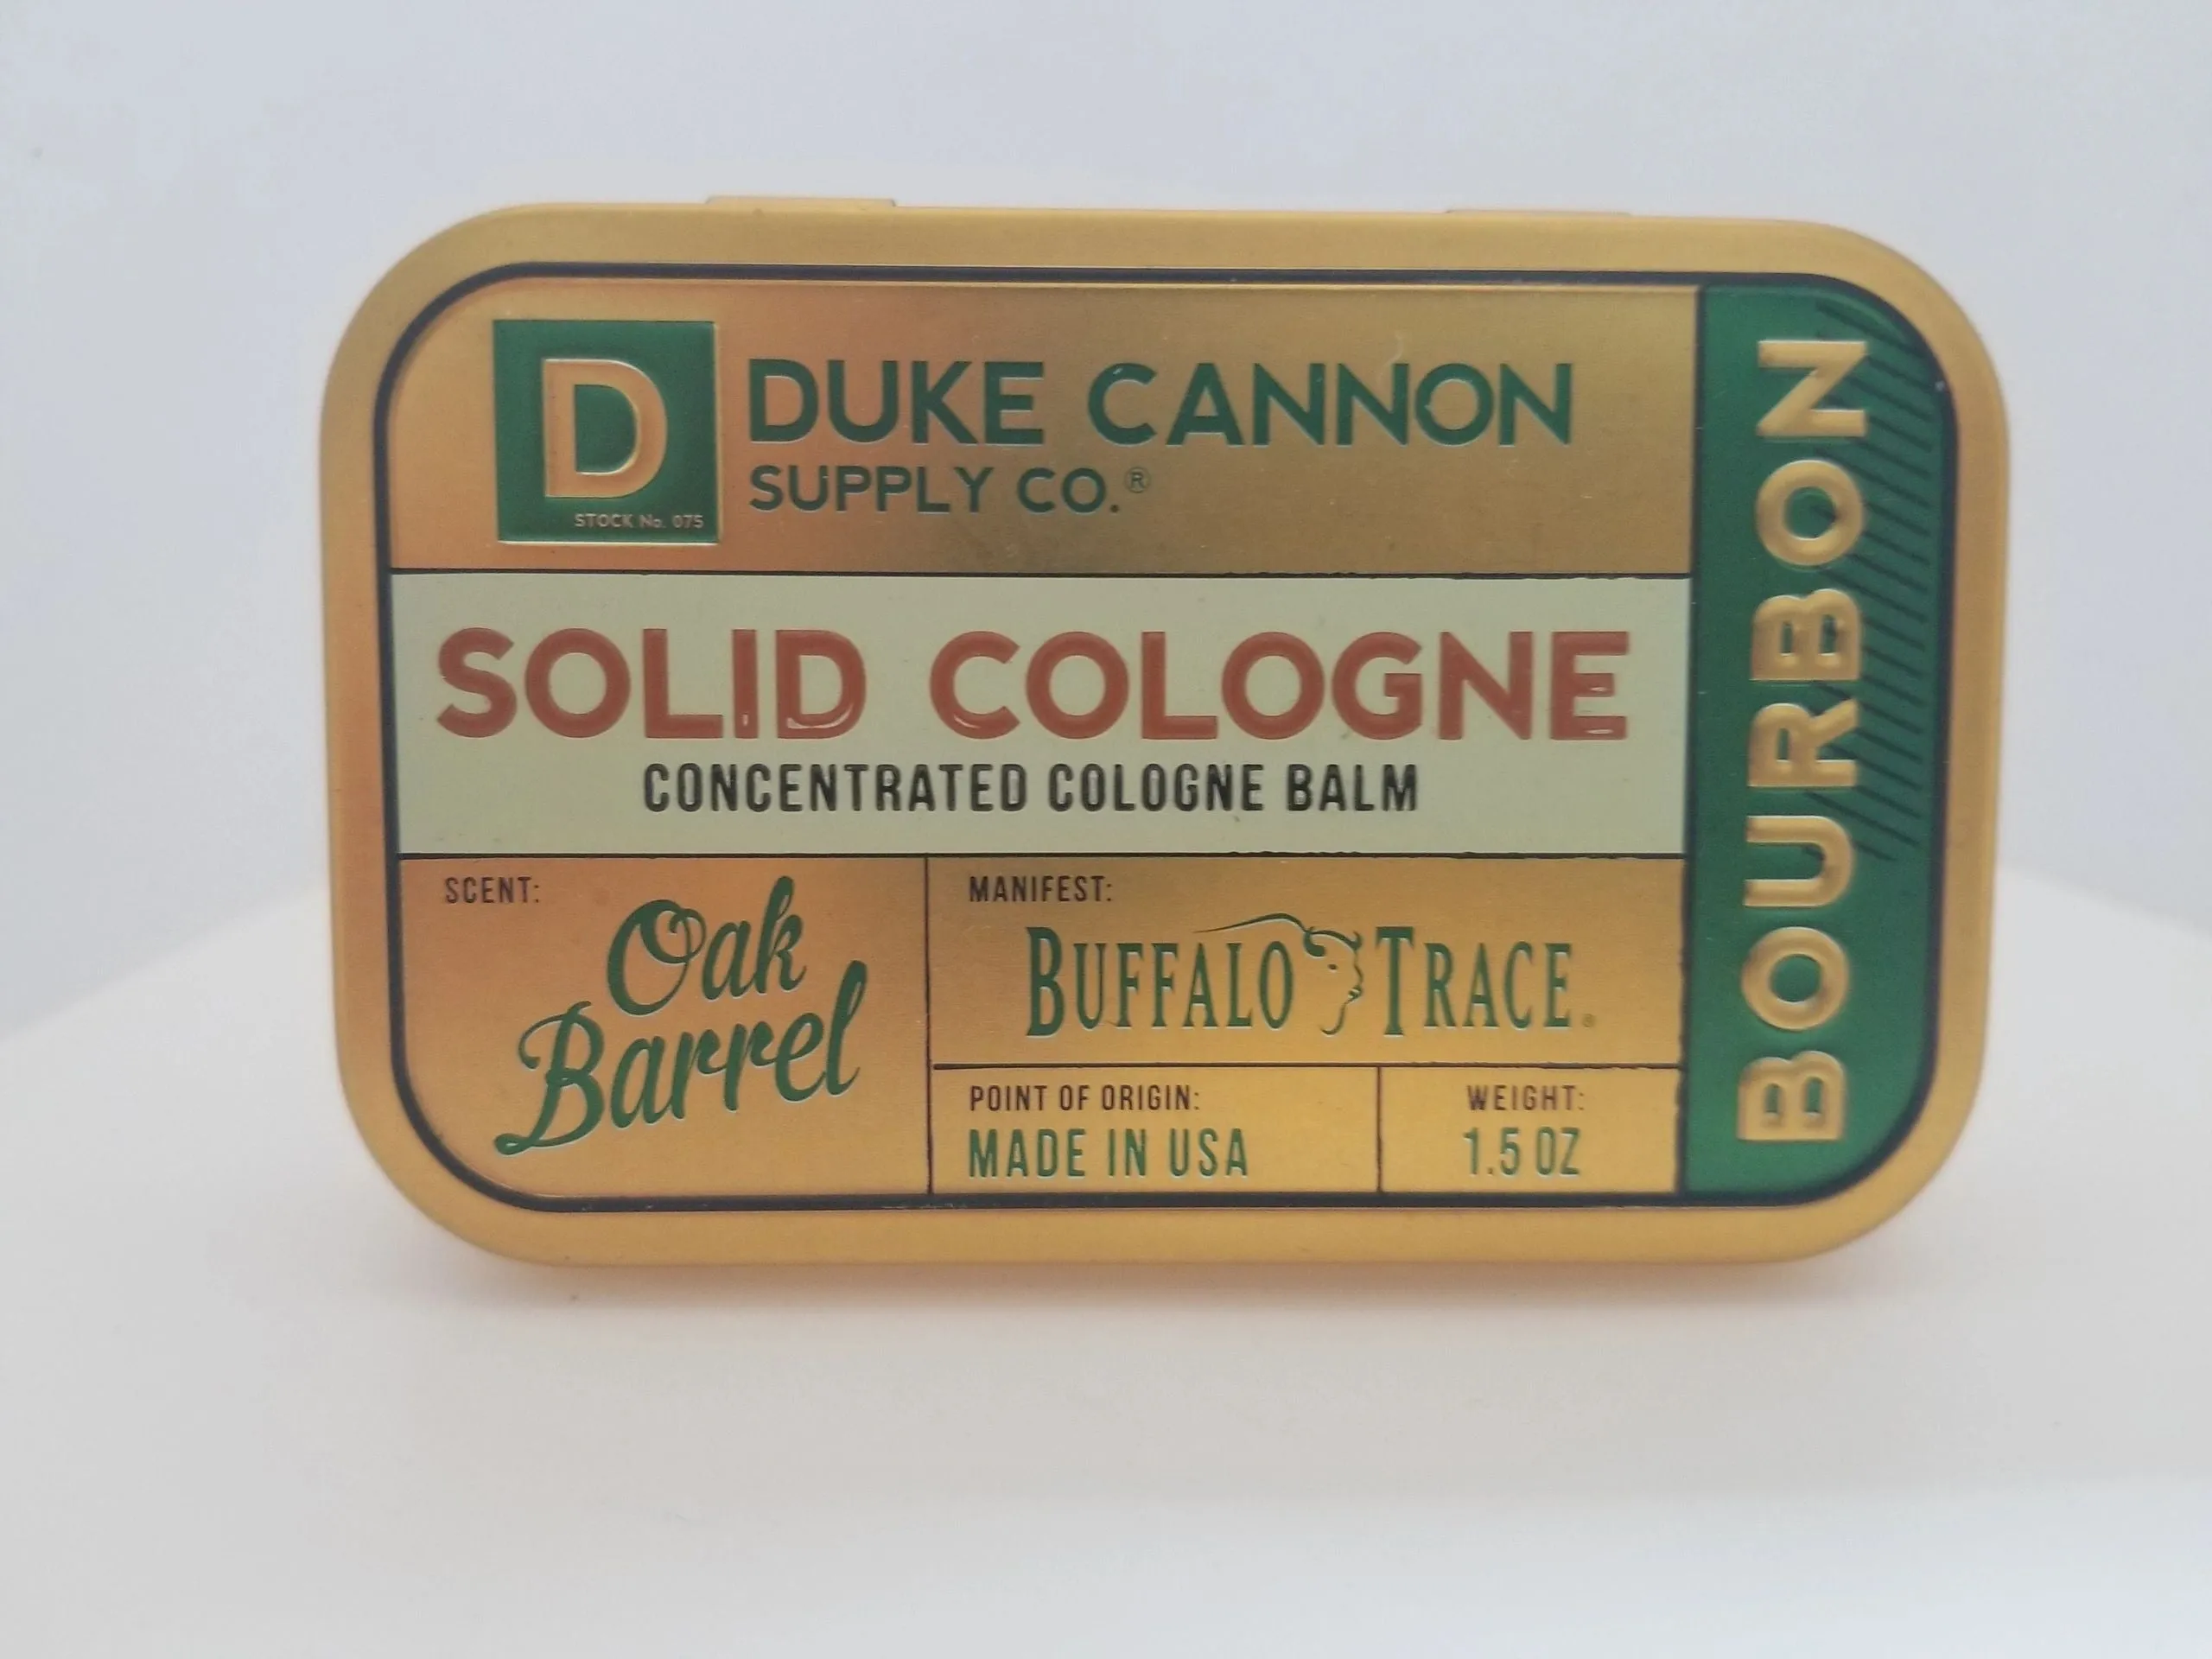 D
STOCK No. 075
DUKE CANNON
SUPPLY CO.®
SOLID COLOGNE
CONCENTRATED COLOGNE BALM
SCENT:
Oak
Barrel
MANIFEST:
BUFFALO TRACE
POINT OF ORIGIN:
MADE IN USA
WEIGHT:
1.5 OZ
BOURBON